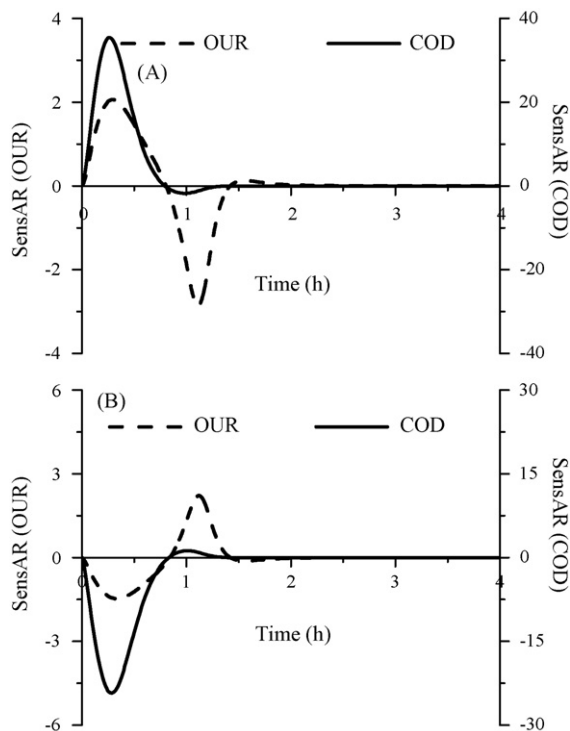 4
40
OUR
COD
(A)
2
20
SensAR (OUR)
SensAR (COD)
0
0
0
1
2
3
4
-2
-20
Time (h)
-4
-40
6
30
(B)
OUR
COD
3
15
SensAR (OUR)
SensAR (COD)
0
0
0
1
2
3
4
-3
-15
Time (h)
-6
-30